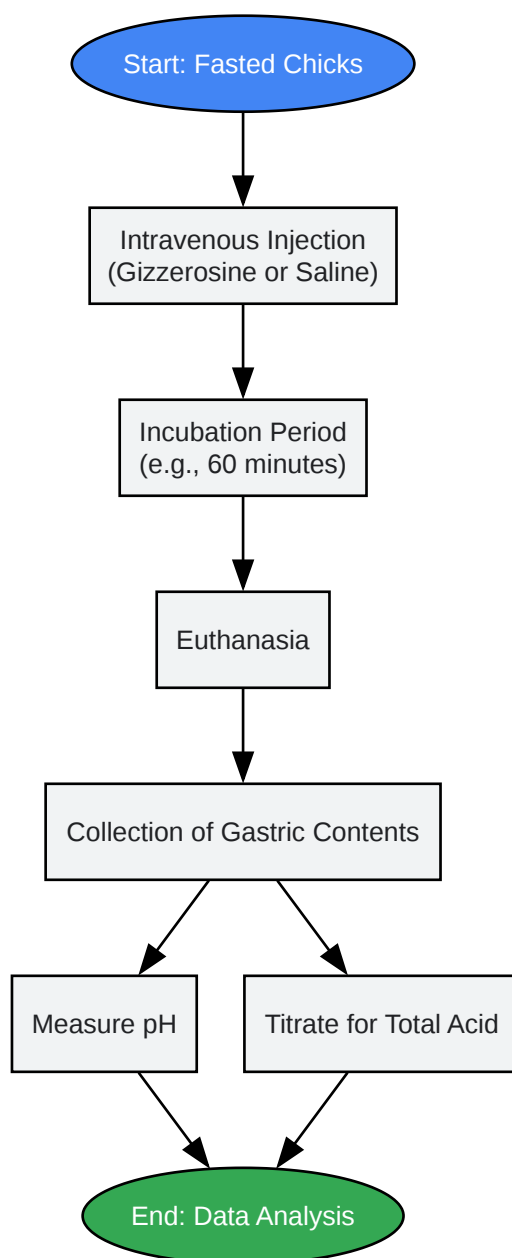 Start: Fasted Chicks
Intravenous Injection
(Gizzerosine or Saline)
Incubation Period
(e.g., 60 minutes)
Euthanasia
Collection of Gastric Contents
Measure pH
Titrate for Total Acid
End: Data Analysis